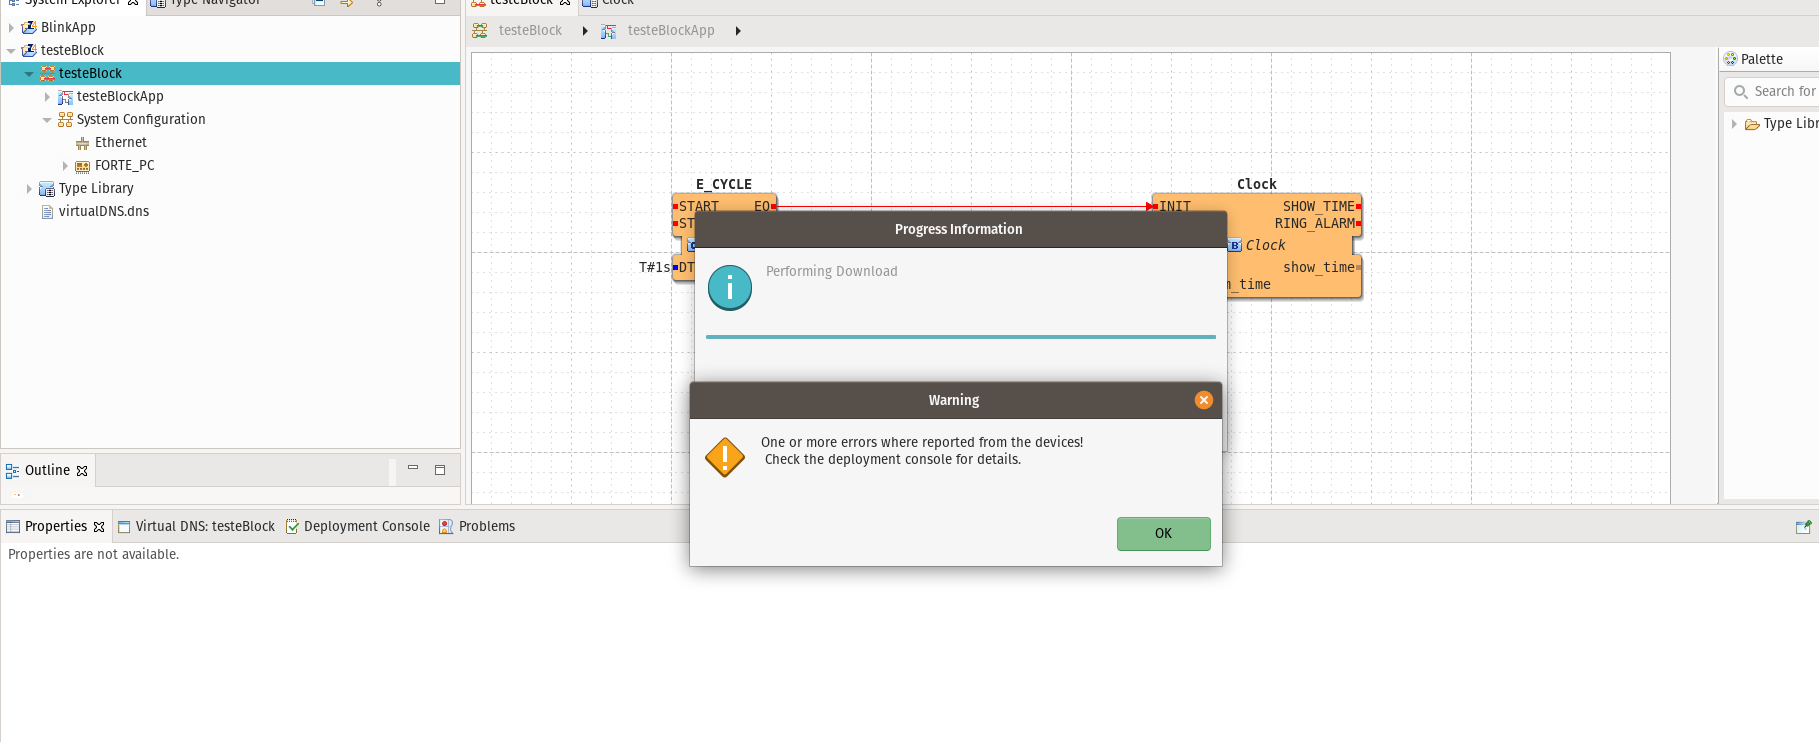 System Explorer
Type Navigator
testeBlock
Clock
BlinkApp
testeBlock
testeBlock
testeBlockApp
System Configuration
Ethernet
FORTE_PC
Type Library
virtualDNS.dns
testeBlock
testeBlockApp
Palette
Search for
Type Libr
E_CYCLE
START EO
ST
T#1s DT
Clock
INIT SHOW_TIME
RING_ALARM
B Clock
show_time
_time
Progress Information
i
Performing Download
Warning
One or more errors where reported from the devices!
Check the deployment console for details.
OK
Outline
Properties
Virtual DNS: testeBlock
Deployment Console
Problems
Properties are not available.